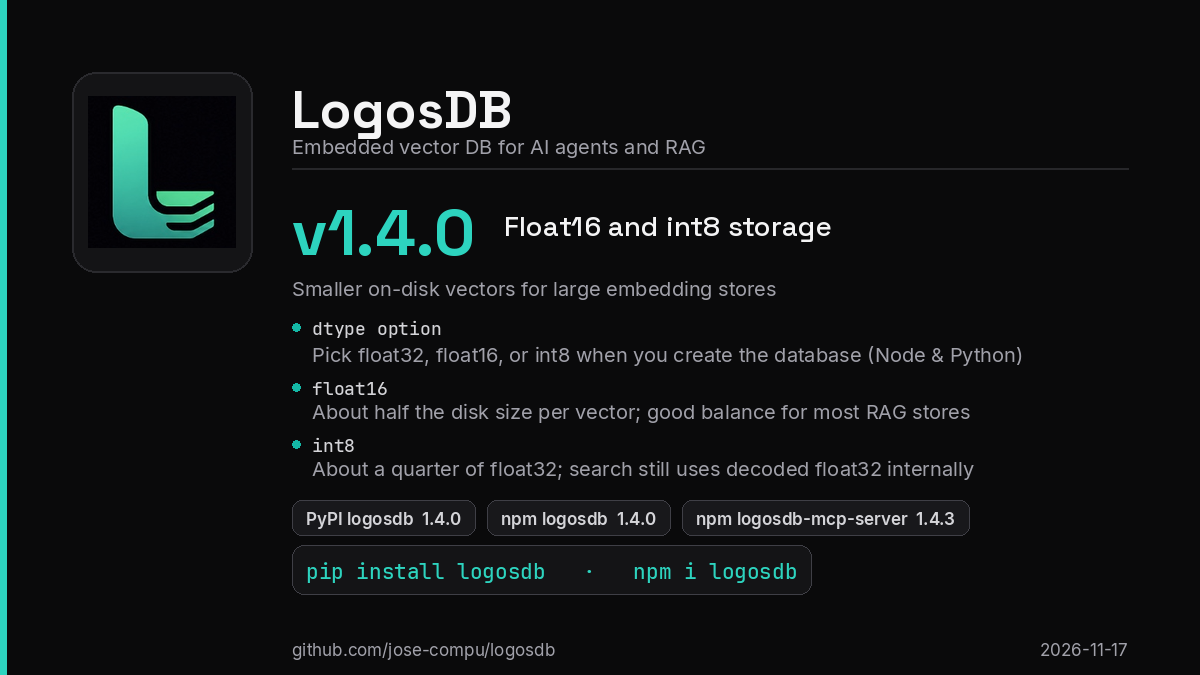 LogosDB
Embedded vector DB for AI agents and RAG
v1.4.0 Float16 and int8 storage
Smaller on-disk vectors for large embedding stores
dtype option
Pick float32, float16, or int8 when you create the database (Node & Python)
float16
About half the disk size per vector; good balance for most RAG stores
int8
About a quarter of float32; search still uses decoded float32 internally
PyPI logosdb 1.4.0 npm logosdb 1.4.0 npm logosdb-mcp-server 1.4.3
pip install logosdb · npm i logosdb
github.com/jose-compu/logosdb 2026-11-17